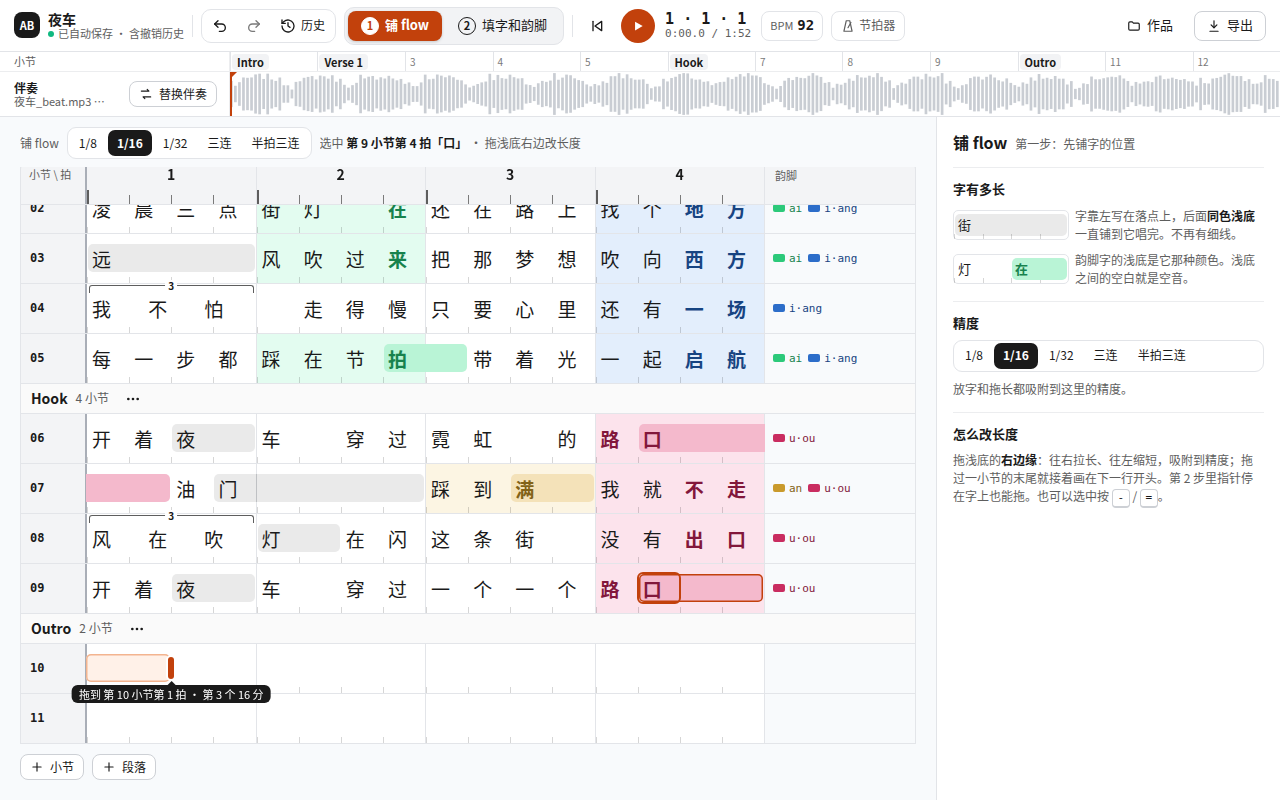 AB 夜车
已自动保存 · 含撤销历史
历史
1 铺 flow
2 填字和韵脚
1 · 1 · 1
0:00.0 / 1:52
BPM 92
节拍器
作品
导出
小节
Intro
Verse 1
3
4
5
Hook
7
8
9
Outro
11
12
伴奏
夜车_beat.mp3 ···
替换伴奏
铺 flow 1/8 1/16 1/32 三连 半拍三连 选中 第 9 小节第 4 拍「口」 · 拖浅底右边改长度
小节 \ 拍 1 2 3 4 韵脚
02 凌 晨 三 点 街 灯 在 还 在 路 上 找 个 地 方 ai i·ang
03 远 风 吹 过 来 把 那 梦 想 吹 向 西 方 ai i·ang
3
04 我 不 怕 走 得 慢 只 要 心 里 还 有 一 场 i·ang
05 每 一 步 都 踩 在 节 拍 带 着 光 一 起 启 航 ai i·ang
Hook 4 小节 ···
06 开 着 夜 车 穿 过 霓 虹 的 路 口 u·ou
07 油 门 踩 到 满 我 就 不 走 an u·ou
3
08 风 在 吹 灯 在 闪 这 条 街 没 有 出 口 u·ou
09 开 着 夜 车 穿 过 一 个 一 个 路 口 u·ou
Outro 2 小节 ···
10
拖到 第 10 小节第 1 拍 · 第 3 个 16 分
11
+ 小节
+ 段落
铺 flow 第一步：先铺字的位置
字有多长
街
字靠左写在落点上，后面同色浅底
一直铺到它唱完。不再有细线。
灯 在
韵脚字的浅底是它那种颜色。浅底
之间的空白就是空音。
精度
1/8 1/16 1/32 三连 半拍三连
放字和拖长都吸附到这里的精度。
怎么改长度
拖浅底的右边缘：往右拉长、往左缩短，吸附到精度；拖
过一小节的末尾就接着画在下一行开头。第 2 步里指针停
在字上也能拖。也可以选中按 - / = 。